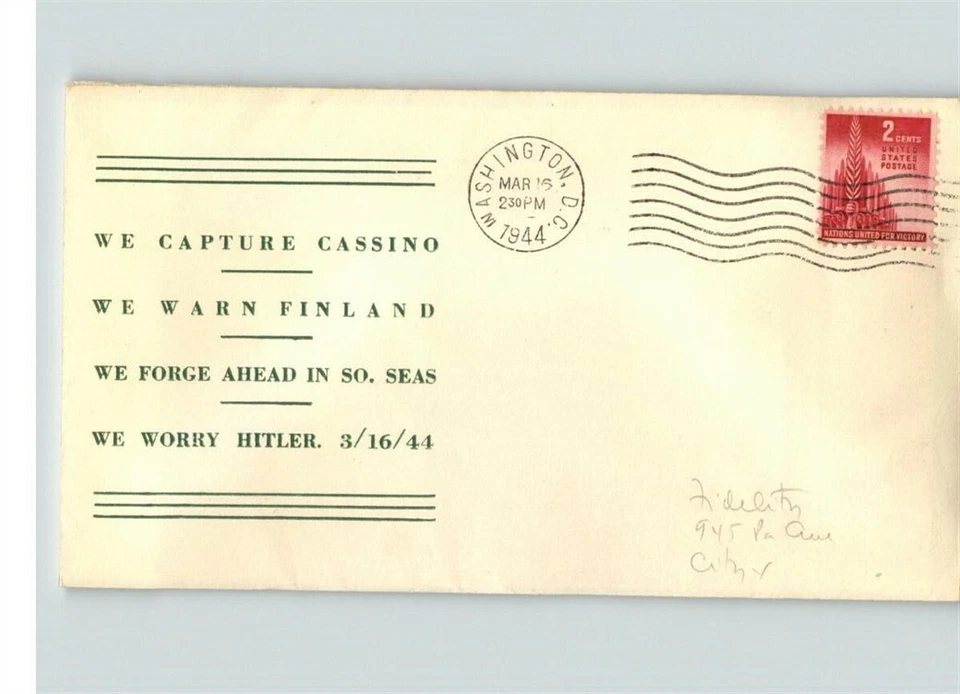 WE CAPTURE CASSINO
WE WARN FINLAND
WE FORGE AHEAD IN SO. SEAS
WE WORRY HITLER. 3/16/44
WASHINGTON, D.C.
MAR 16
2 30 PM
1944
2 CENTS
UNITED
STATES
POSTAGE
NATIONS UNITED FOR VICTORY
Fidelity
945 Pa Ave
City